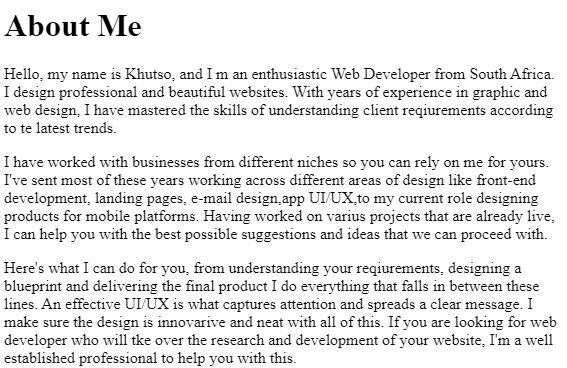 About Me
Hello, my name is Khutso, and I m an enthusiastic Web Developer from South Africa.
I design professional and beautiful websites. With years of experience in graphic and
web design, I have mastered the skills of understanding client reqiurements according
to te latest trends.
I have worked with businesses from different niches so you can rely on me for yours.
I've sent most of these years working across different areas of design like front-end
development, landing pages, e-mail design,app UI/UX,to my current role designing
products for mobile platforms. Having worked on varius projects that are already live,
I can help you with the best possible suggestions and ideas that we can proceed with.
Here's what I can do for you, from understanding your reqiurements, designing a
blueprint and delivering the final product I do everything that falls in between these
lines. An effective UI/UX is what captures attention and spreads a clear message. I
make sure the design is innovarive and neat with all of this. If you are looking for web
developer who will tke over the research and development of your website, I'm a well
established professional to help you with this.